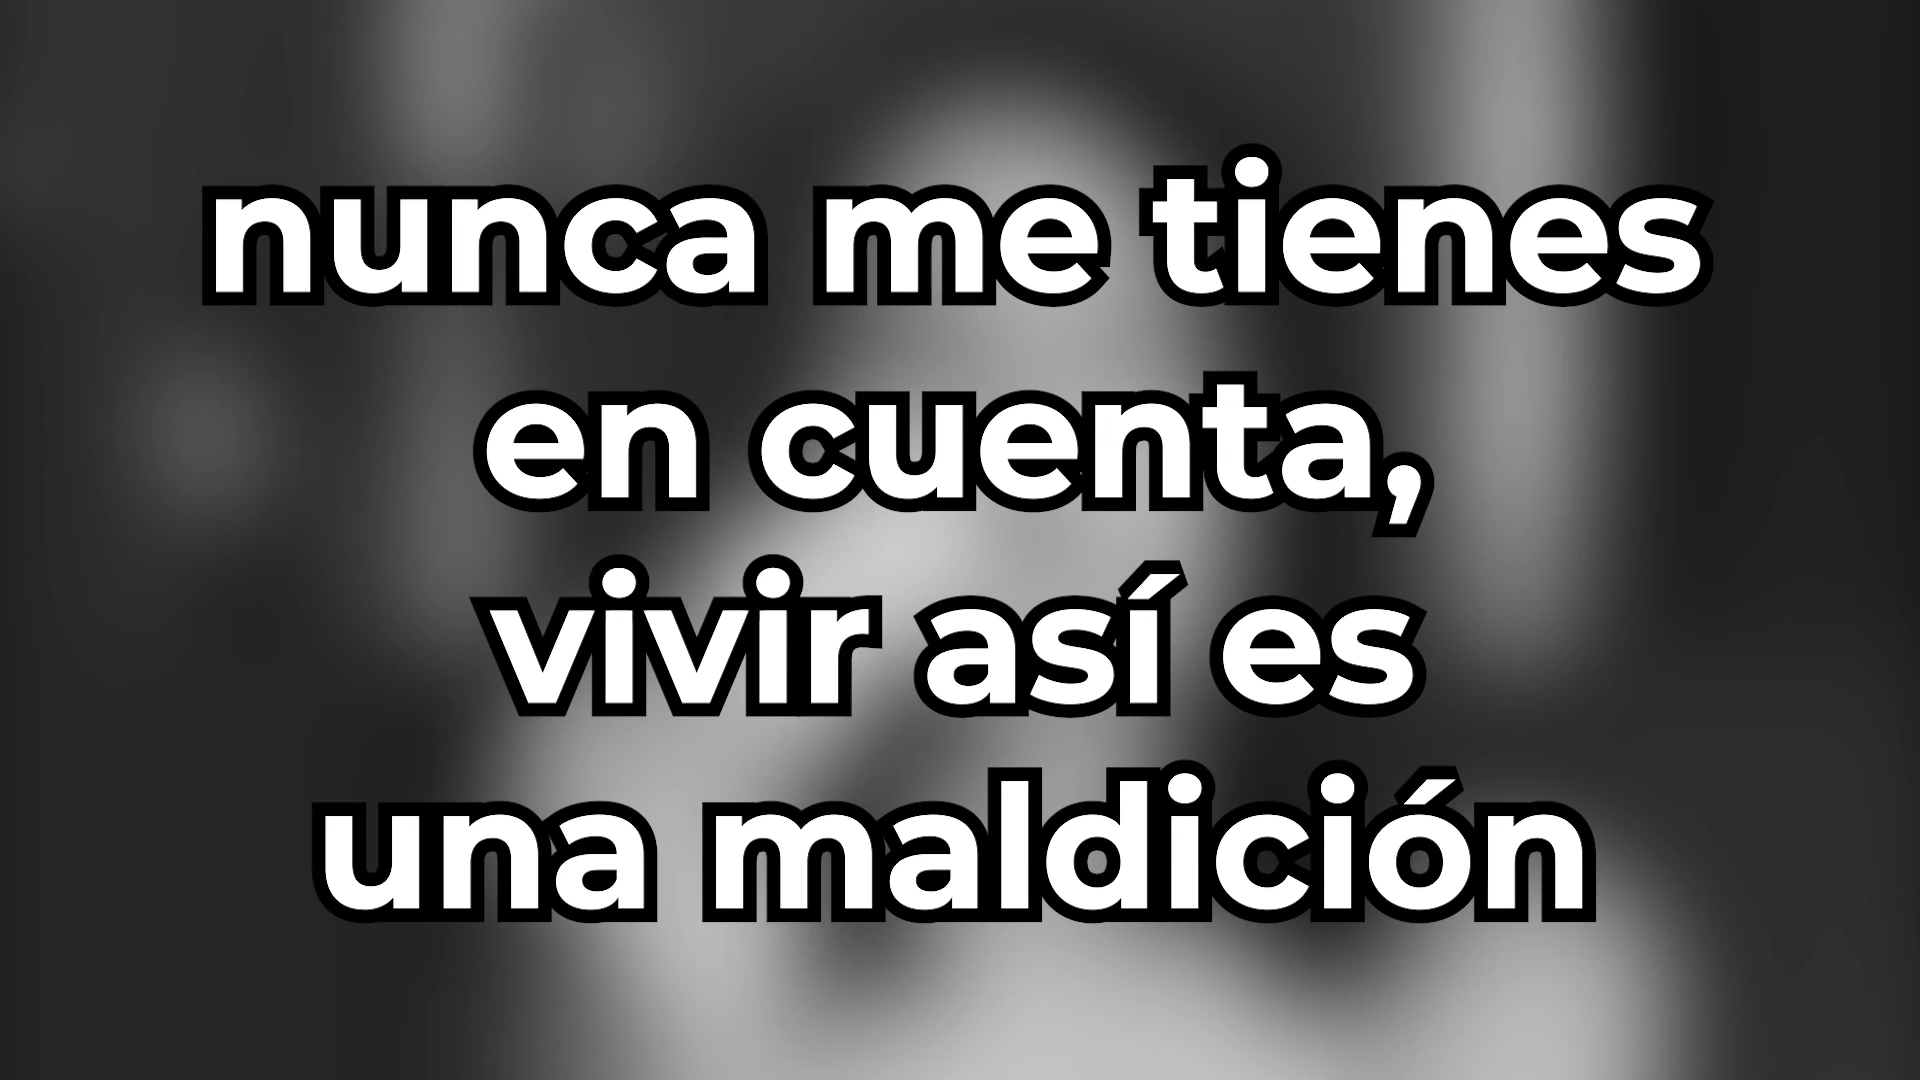 nunca me tienes
en cuenta,
vivir así es
una maldición